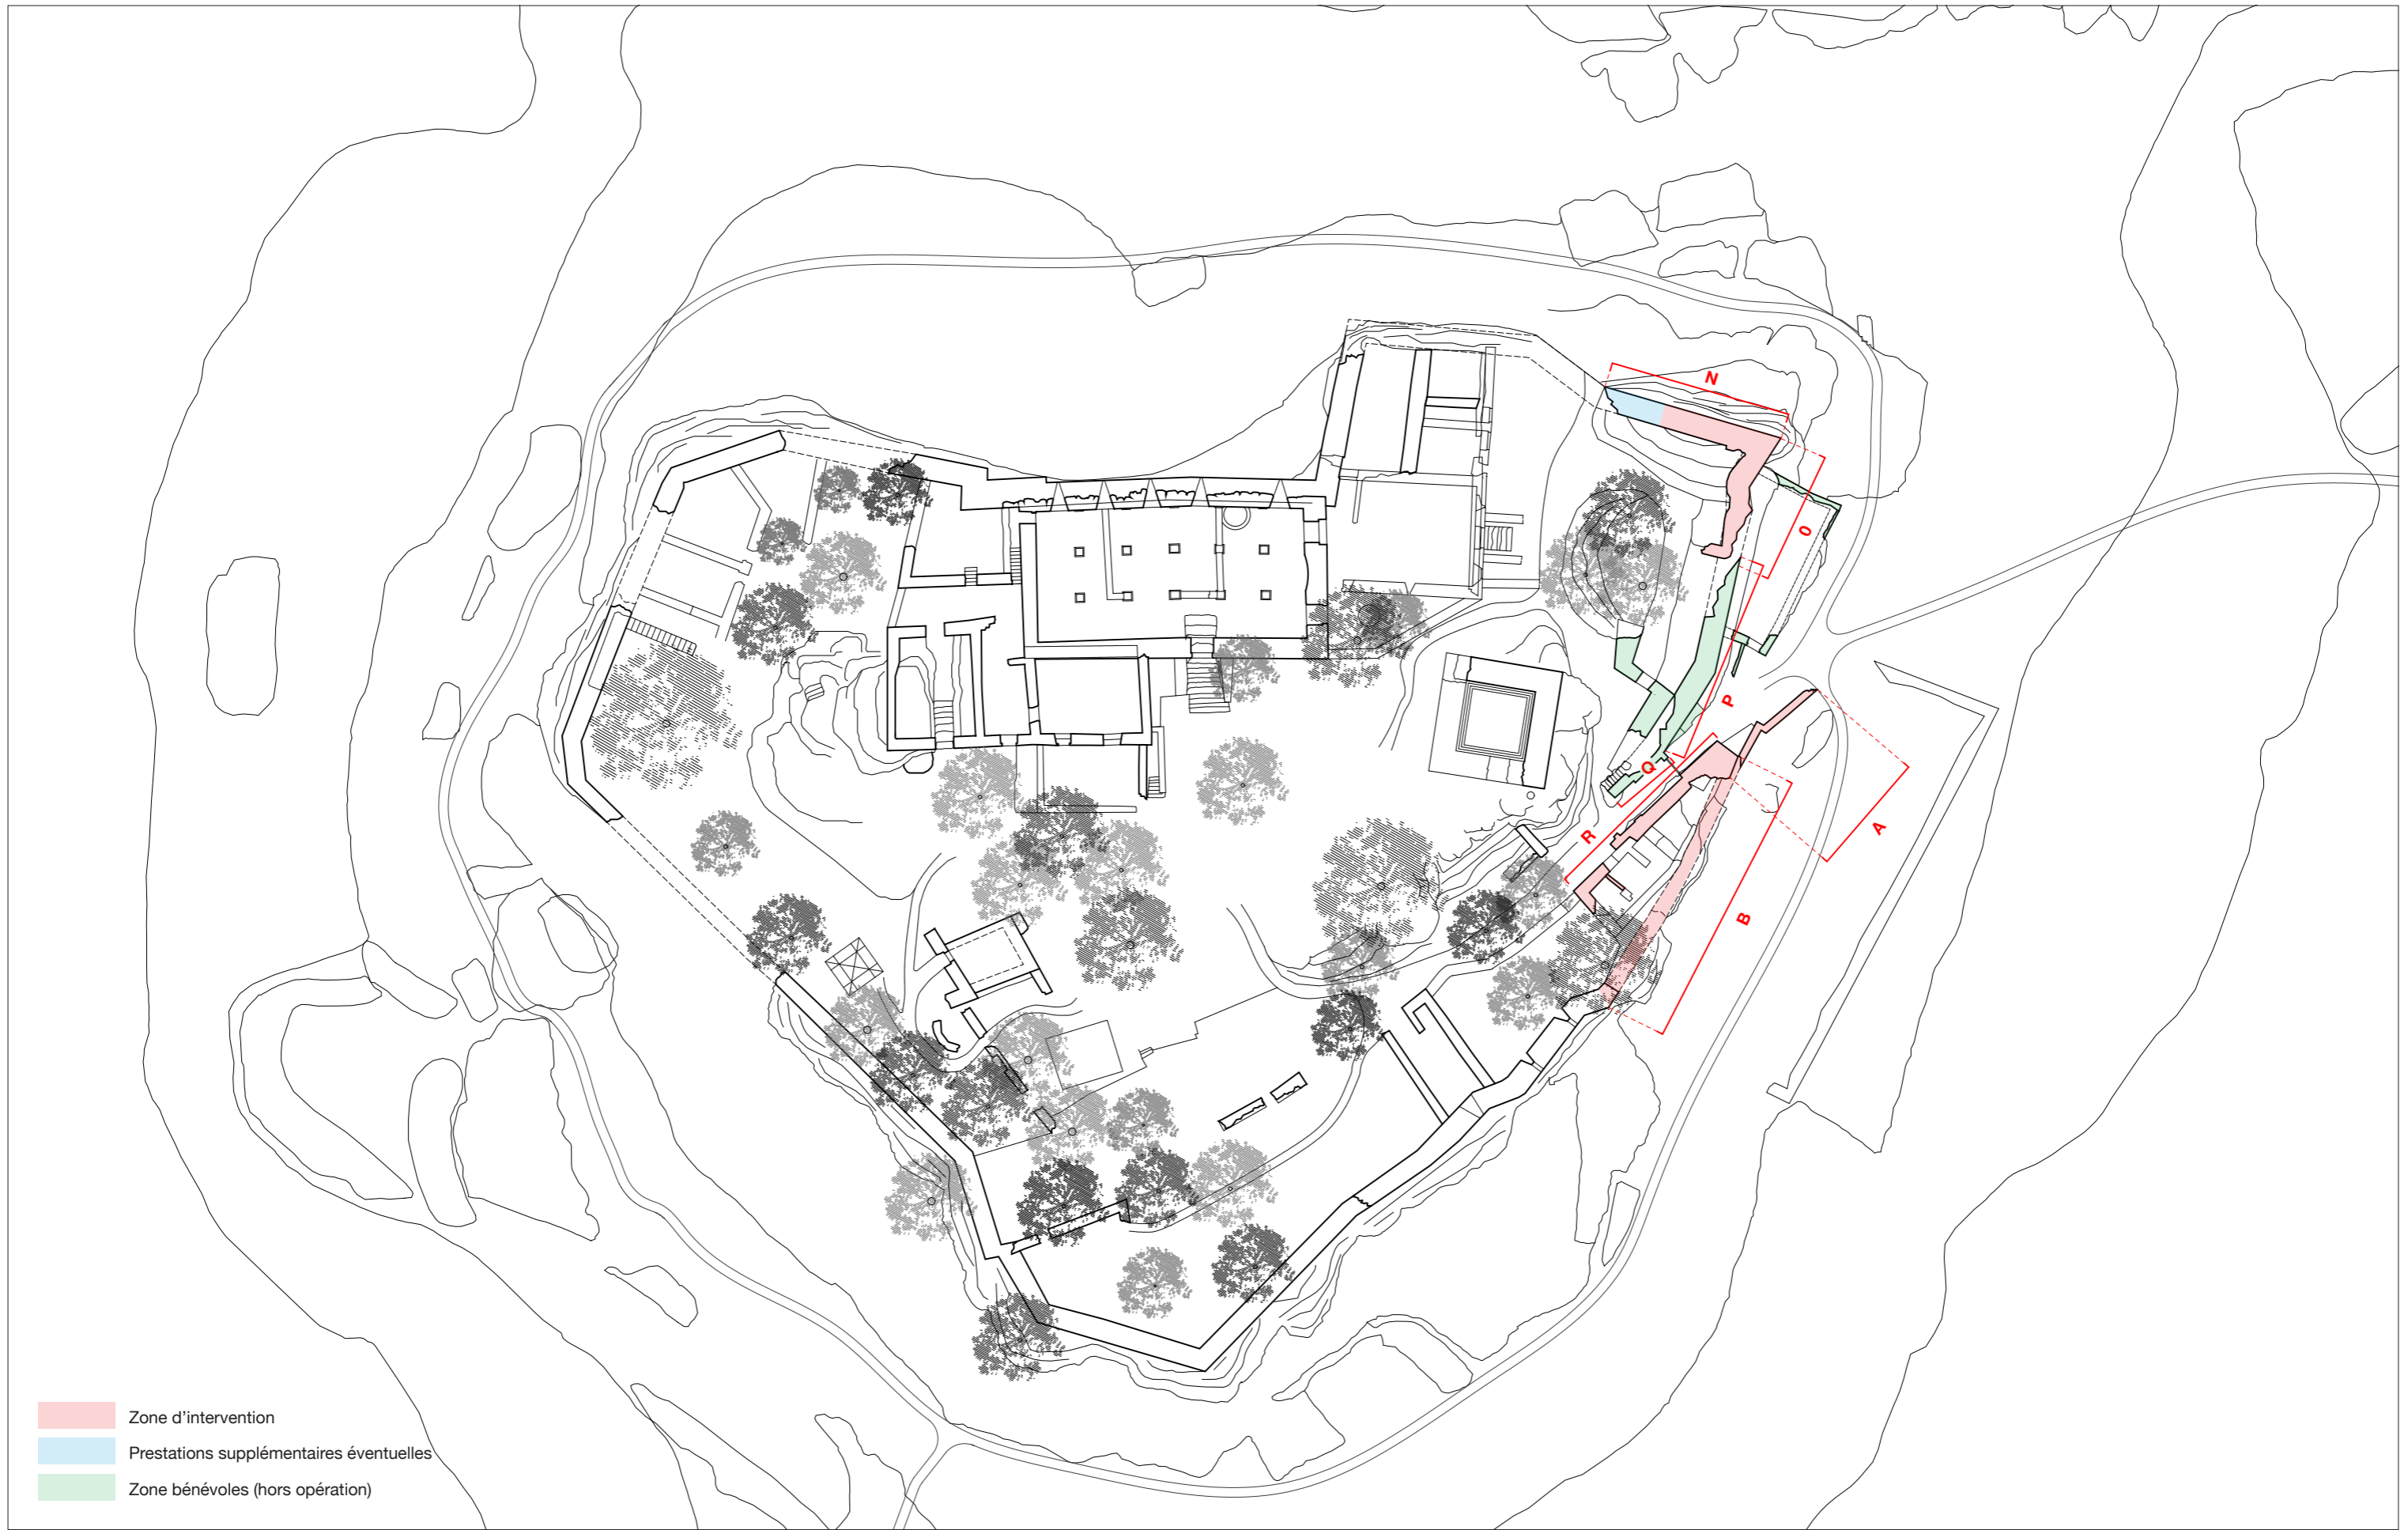 N
O
P
Q
R
A
B
Zone d'intervention
Prestations supplémentaires éventuelles
Zone bénévoles (hors opération)